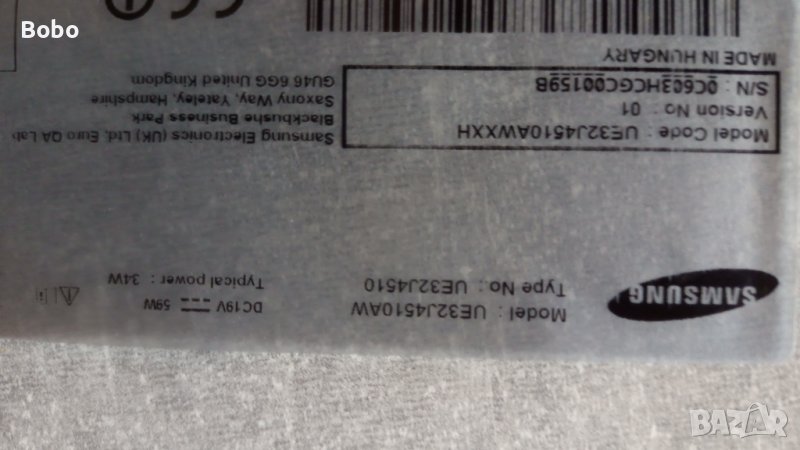 Bobo
SAMSUNG
Model : UE32J4510AW
Type No : UE32J4510
DC19V 59W
Typical power : 34W
Model Code : UE32J4510AWXXH
Version No : 01
S/N : 0C603HCGC00159B
MADE IN HUNGARY
Samsung Electronics (UK) Ltd, Euro QA Lab
Blackbushe Business Park
Saxony Way, Yateley, Hampshire
GU46 6GG United Kingdom
BAZAR